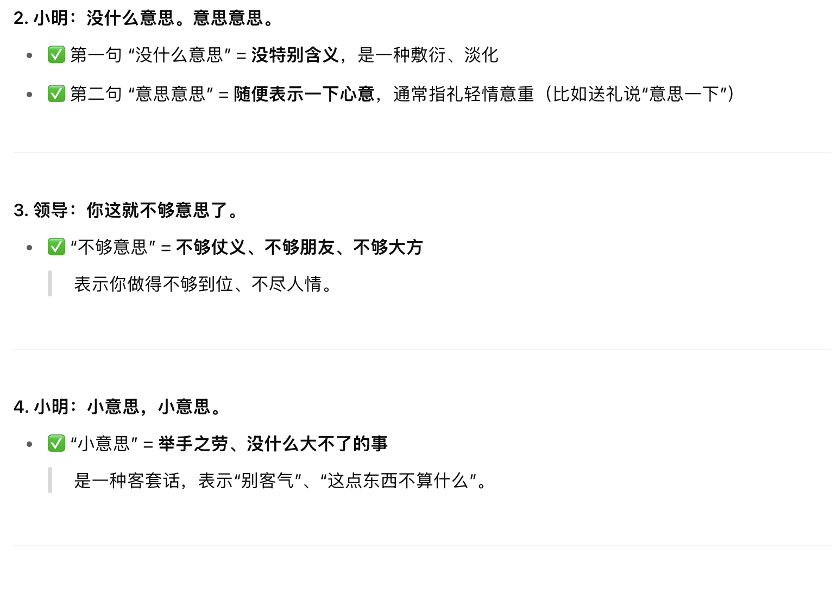 2. 小明：没什么意思。意思意思。
• ✅ 第一句 “没什么意思” = 没特别含义，是一种敷衍、淡化
• ✅ 第二句 “意思意思” = 随便表示一下心意，通常指礼轻情意重（比如送礼说“意思一下”）
3. 领导：你这就不够意思了。
• ✅ “不够意思” = 不够仗义、不够朋友、不够大方
表示你做得不够到位、不尽人情。
4. 小明：小意思，小意思。
• ✅ “小意思” = 举手之劳、没什么大不了的事
是一种客套话，表示“别客气”、“这点东西不算什么”。